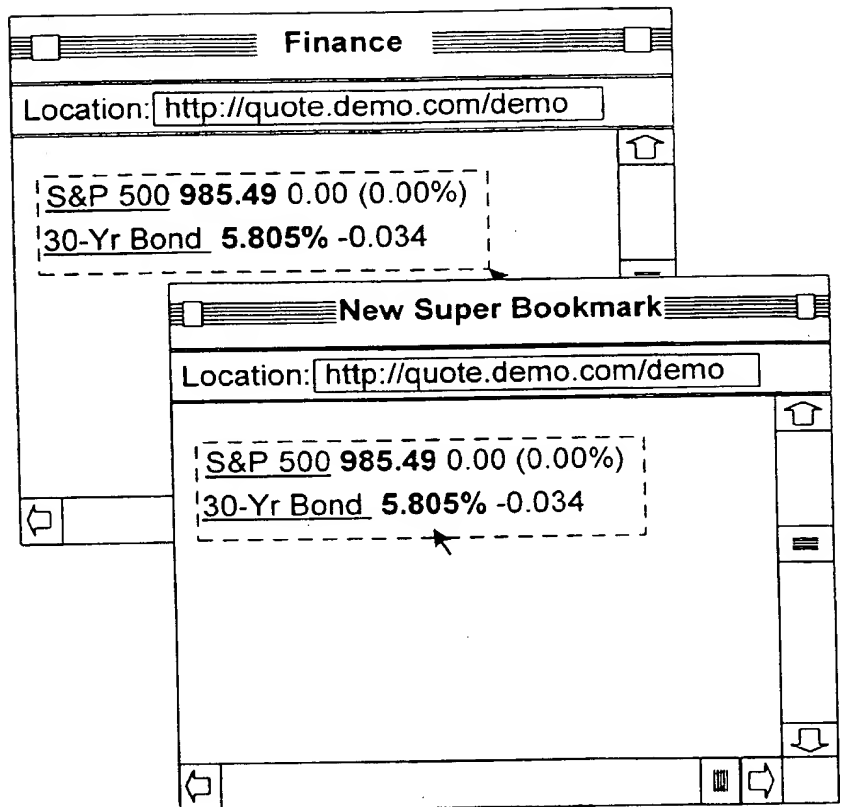 Finance
Location: http://quote.demo.com/demo
S&P 500 985.49 0.00 (0.00%)
30-Yr Bond 5.805% -0.034
New Super Bookmark
Location: http://quote.demo.com/demo
S&P 500 985.49 0.00 (0.00%)
30-Yr Bond 5.805% -0.034